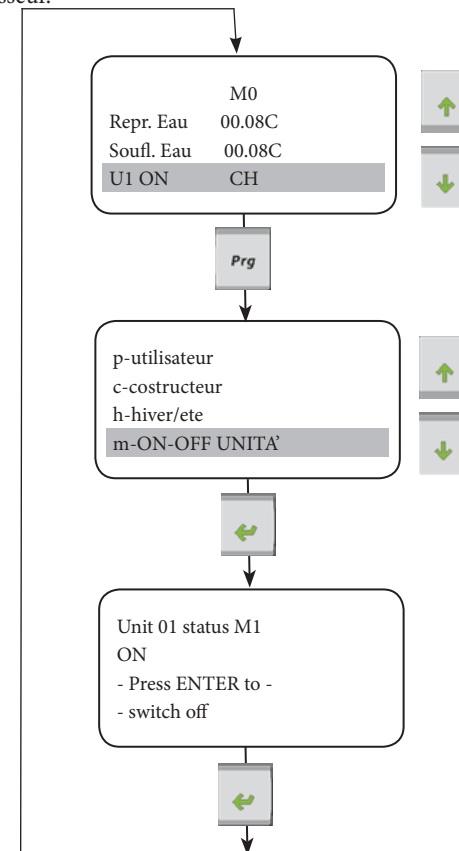 M0
Repr. Eau 00.08C
Soufl. Eau 00.08C
U1 ON CH
Prg
p-utilisateur
c-costructeur
h-hiver/ete
m-ON-OFF UNITA’
Unit 01 status M1
ON
- Press ENTER to -
- switch off